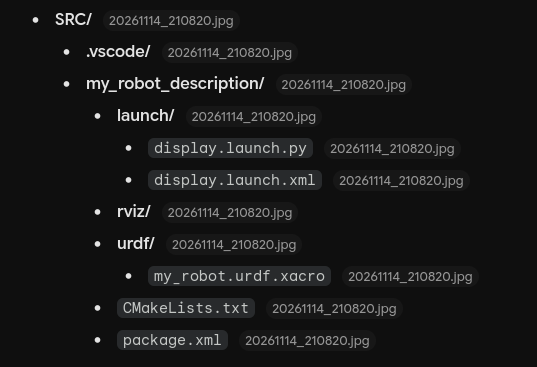 SRC/ 20261114_210820.jpg
.vscode/ 20261114_210820.jpg
my_robot_description/ 20261114_210820.jpg
launch/ 20261114_210820.jpg
display.launch.py 20261114_210820.jpg
display.launch.xml 20261114_210820.jpg
rviz/ 20261114_210820.jpg
urdf/ 20261114_210820.jpg
my_robot.urdf.xacro 20261114_210820.jpg
CMakeLists.txt 20261114_210820.jpg
package.xml 20261114_210820.jpg